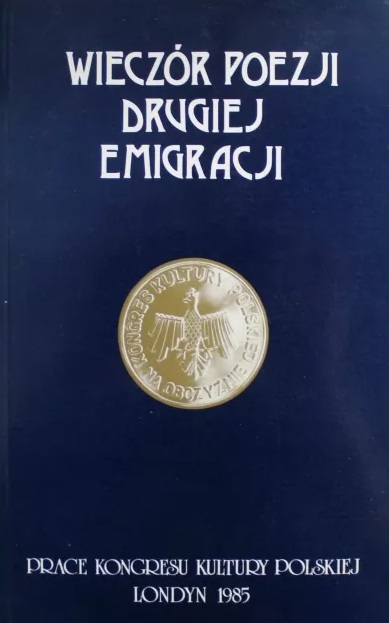 WIECZÓR POEZJI
DRUGIEJ
EMIGRACJI
KONGRES KULTURY POLSKIEJ
NA OBCZYŹNIE
PRACE KONGRESU KULTURY POLSKIEJ
LONDYN 1985